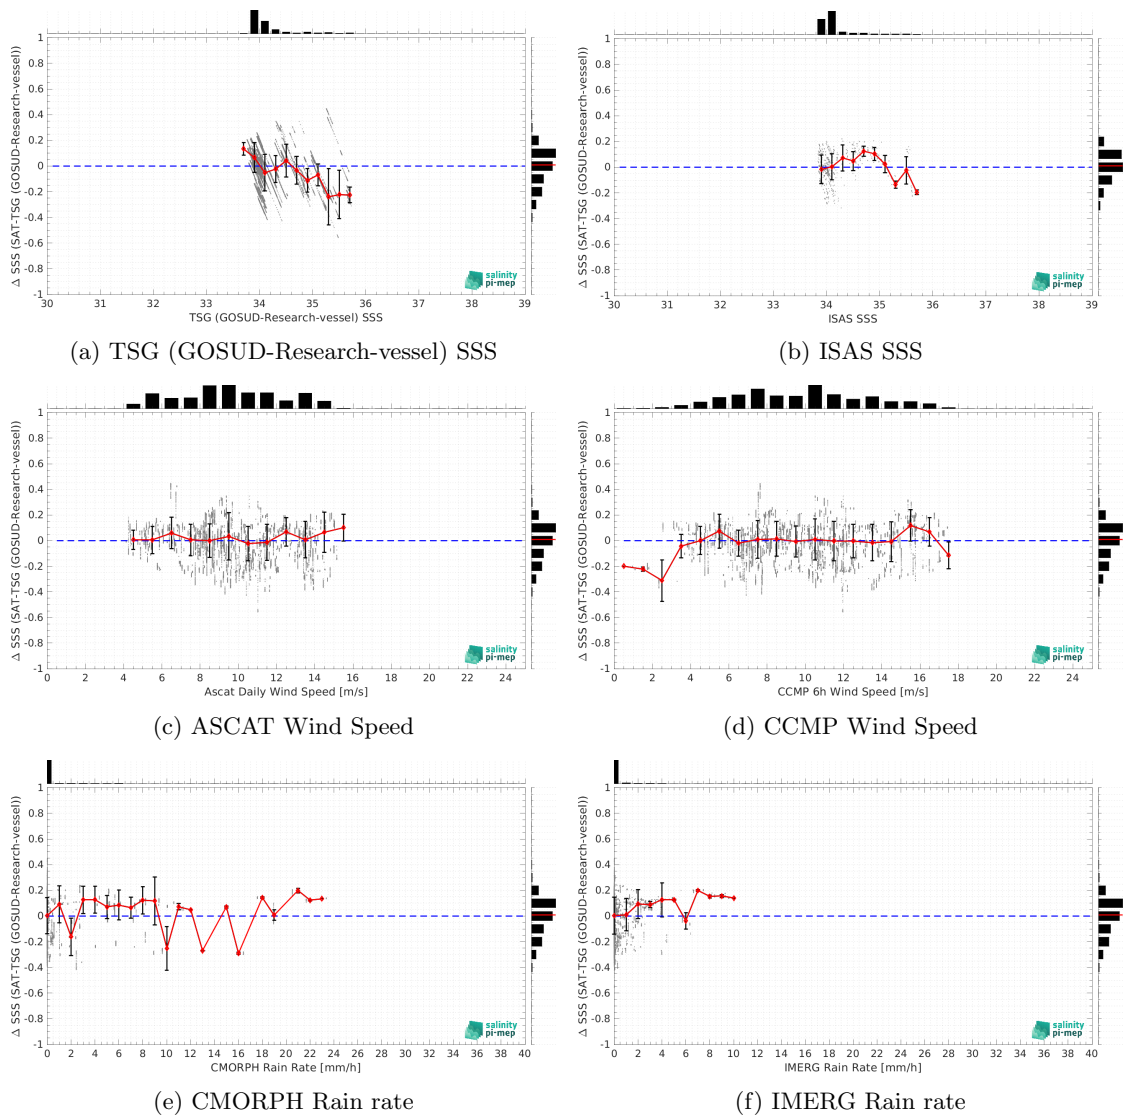 1
0.8
0.6
0.4
0.2
0
-0.2
-0.4
-0.6
-0.8
-1
Δ SSS (SAT-TSG (GOSUD-Research-vessel))
salinity
pi-mep
30 31 32 33 34 35 36 37 38 39
TSG (GOSUD-Research-vessel) SSS
(a) TSG (GOSUD-Research-vessel) SSS
1
0.8
0.6
0.4
0.2
0
-0.2
-0.4
-0.6
-0.8
-1
Δ SSS (SAT-TSG (GOSUD-Research-vessel))
salinity
pi-mep
30 31 32 33 34 35 36 37 38 39
ISAS SSS
(b) ISAS SSS
1
0.8
0.6
0.4
0.2
0
-0.2
-0.4
-0.6
-0.8
-1
Δ SSS (SAT-TSG (GOSUD-Research-vessel))
salinity
pi-mep
0 2 4 6 8 10 12 14 16 18 20 22 24
Ascat Daily Wind Speed [m/s]
(c) ASCAT Wind Speed
1
0.8
0.6
0.4
0.2
0
-0.2
-0.4
-0.6
-0.8
-1
Δ SSS (SAT-TSG (GOSUD-Research-vessel))
salinity
pi-mep
0 2 4 6 8 10 12 14 16 18 20 22 24
CCMP 6h Wind Speed [m/s]
(d) CCMP Wind Speed
1
0.8
0.6
0.4
0.2
0
-0.2
-0.4
-0.6
-0.8
-1
Δ SSS (SAT-TSG (GOSUD-Research-vessel))
salinity
pi-mep
0 2 4 6 8 10 12 14 16 18 20 22 24 26 28 30 32 34 36 38 40
CMORPH Rain Rate [mm/h]
(e) CMORPH Rain rate
1
0.8
0.6
0.4
0.2
0
-0.2
-0.4
-0.6
-0.8
-1
Δ SSS (SAT-TSG (GOSUD-Research-vessel))
salinity
pi-mep
0 2 4 6 8 10 12 14 16 18 20 22 24 26 28 30 32 34 36 38 40
IMERG Rain Rate [mm/h]
(f) IMERG Rain rate